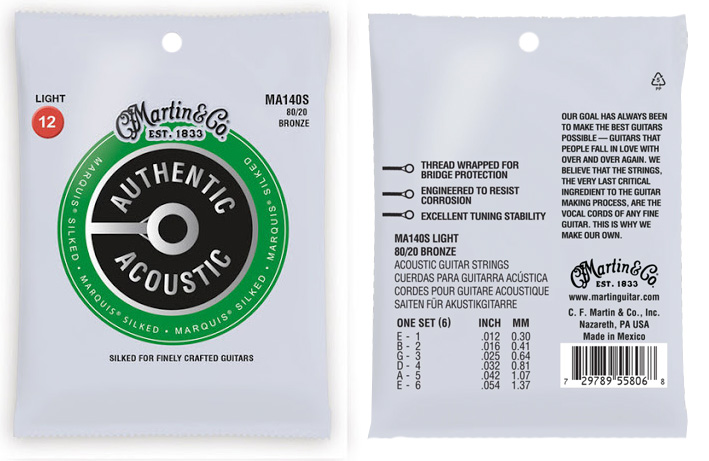 LIGHT
12
MA140S
80/20
BRONZE
Martin & Co.
EST. 1833
AUTHENTIC
ACOUSTIC
MARQUIS® SILKED • MARQUIS® SILKED • MARQUIS® SILKED • MARQUIS® SILKED
SILKED FOR FINELY CRAFTED GUITARS
5
PP
THREAD WRAPPED FOR
BRIDGE PROTECTION
ENGINEERED TO RESIST
CORROSION
EXCELLENT TUNING STABILITY
MA140S LIGHT
80/20 BRONZE
ACOUSTIC GUITAR STRINGS
CUERDAS PARA GUITARRA ACÚSTICA
CORDES POUR GUITARE ACOUSTIQUE
SAITEN FÜR AKUSTIKGITARRE
ONE SET (6) INCH MM
E - 1 .012 0.30
B - 2 .016 0.41
G - 3 .025 0.64
D - 4 .032 0.81
A - 5 .042 1.07
E - 6 .054 1.37
OUR GOAL HAS ALWAYS BEEN
TO MAKE THE BEST GUITARS
POSSIBLE — GUITARS THAT
PEOPLE FALL IN LOVE WITH
OVER AND OVER AGAIN. WE
BELIEVE THAT THE STRINGS,
THE VERY LAST CRITICAL
INGREDIENT TO THE GUITAR
MAKING PROCESS, ARE THE
VOCAL CORDS OF ANY FINE
GUITAR. THIS IS WHY WE
MAKE OUR OWN.
Martin & Co.
EST. 1833
www.martinguitar.com
C. F. Martin & Co., Inc.
Nazareth, PA USA
Made in Mexico
7 29789 55806 8